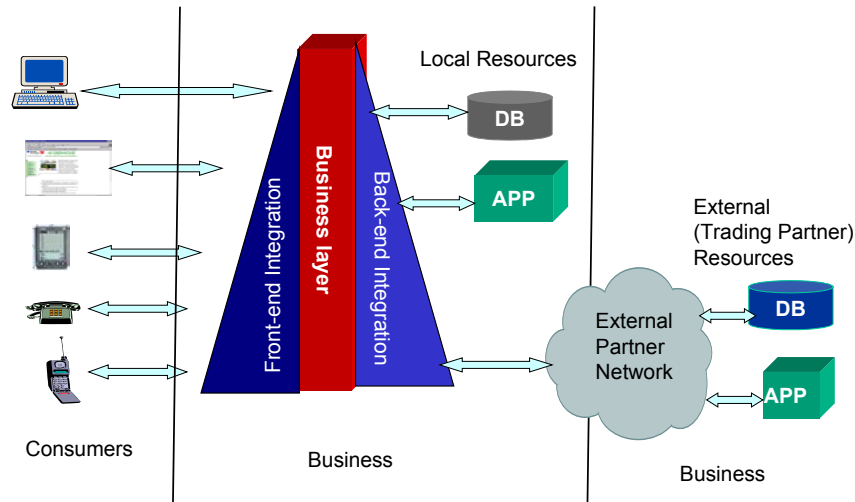 Local Resources
DB
APP
Front-end Integration
Business layer
Back-end Integration
External
(Trading Partner)
Resources
DB
APP
External
Partner
Network
Consumers
Business
Business